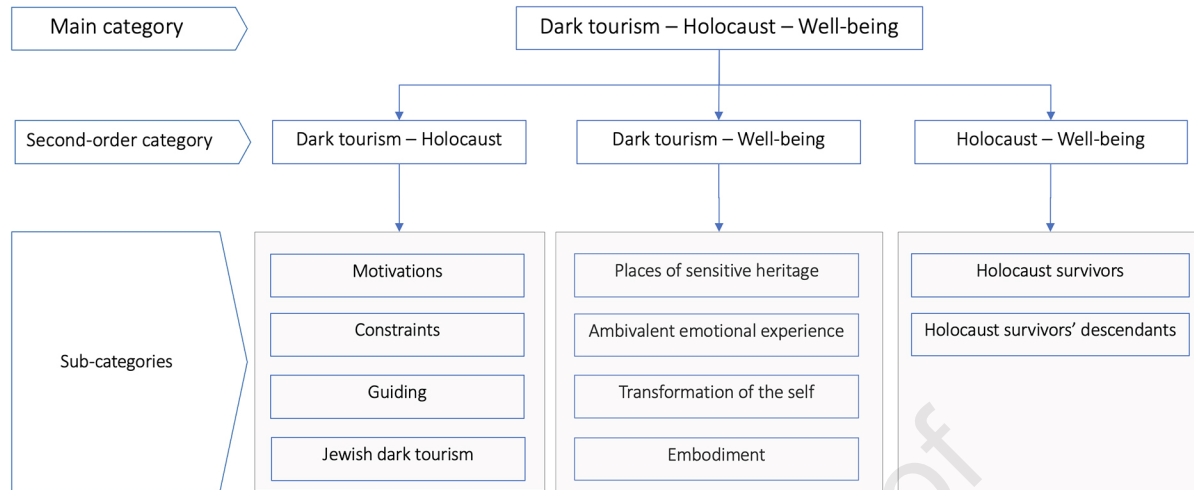 Main category
Dark tourism – Holocaust – Well-being
Second-order category
Dark tourism – Holocaust
Dark tourism – Well-being
Holocaust – Well-being
Sub-categories
Motivations
Constraints
Guiding
Jewish dark tourism
Places of sensitive heritage
Ambivalent emotional experience
Transformation of the self
Embodiment
Holocaust survivors
Holocaust survivors’ descendants
of